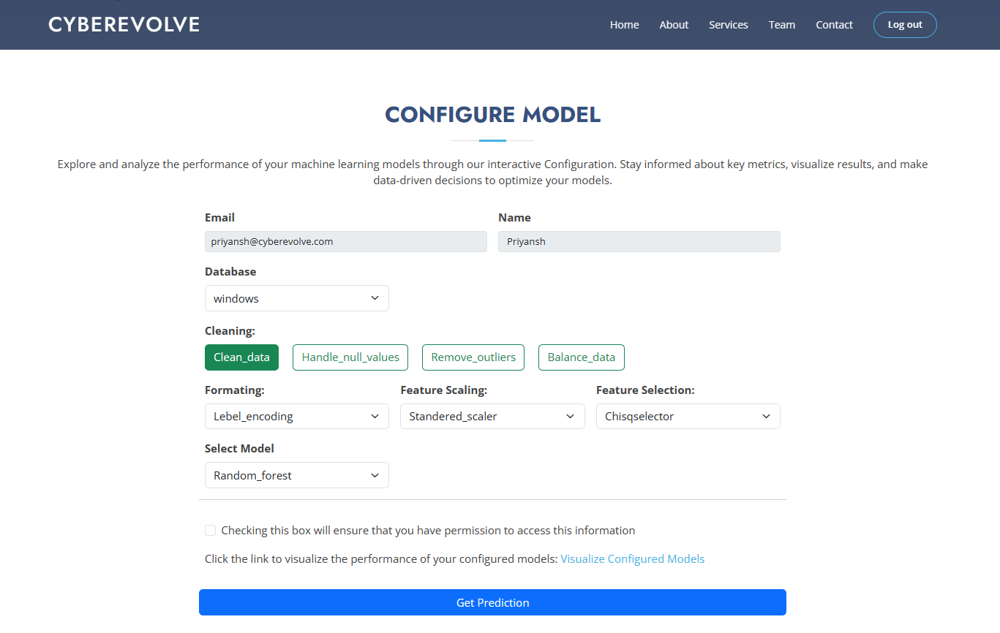 CYBEREVOLVE
Home About Services Team Contact Log out
CONFIGURE MODEL
Explore and analyze the performance of your machine learning models through our interactive Configuration. Stay informed about key metrics, visualize results, and make
data-driven decisions to optimize your models.
Email Name
priyansh@cyberevolve.com Priyansh
Database
windows
Cleaning:
Clean_data Handle_null_values Remove_outliers Balance_data
Formating: Feature Scaling: Feature Selection:
Lebel_encoding Standered_scaler Chisqselector
Select Model
Random_forest
Checking this box will ensure that you have permission to access this information
Click the link to visualize the performance of your configured models: Visualize Configured Models
Get Prediction